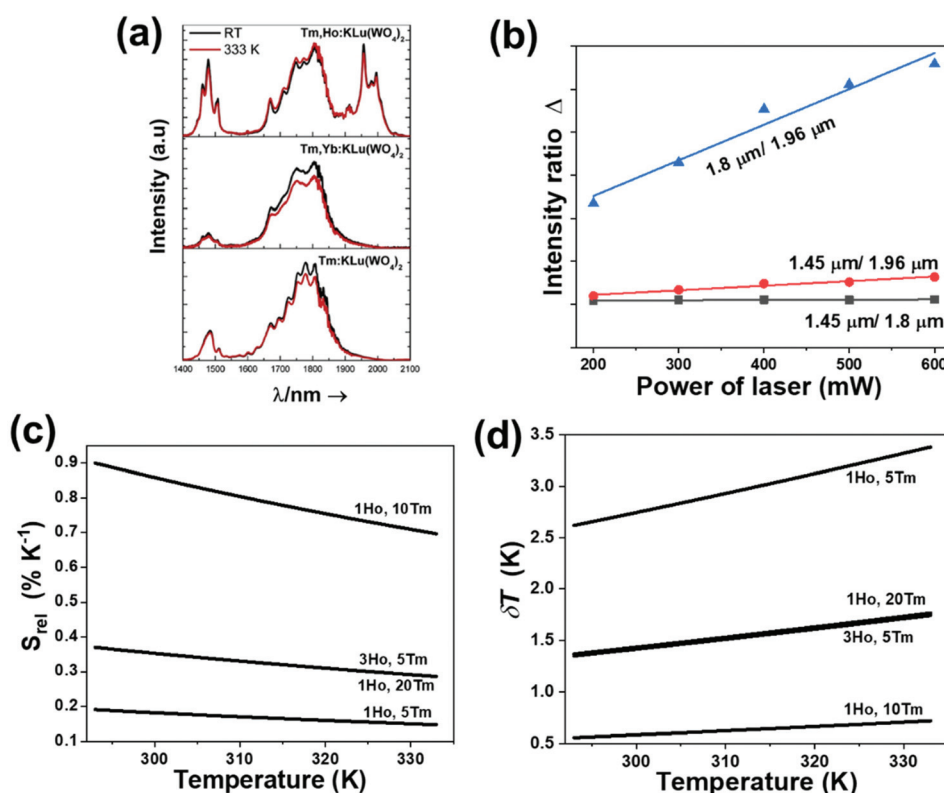 (a)
RT
333 K
Tm,Ho:KLu(WO₄)₂
Tm,Yb:KLu(WO₄)₂
Tm:KLu(WO₄)₂
Intensity (a.u)
1400 1500 1600 1700 1800 1900 2000 2100
λ/nm →
(b)
Intensity ratio Δ
1.8 μm/ 1.96 μm
1.45 μm/ 1.96 μm
1.45 μm/ 1.8 μm
200 300 400 500 600
Power of laser (mW)
(c)
S_rel (% K⁻¹)
0.9
0.8
0.7
0.6
0.5
0.4
0.3
0.2
0.1
1Ho, 10Tm
3Ho, 5Tm
1Ho, 20Tm
1Ho, 5Tm
300 310 320 330
Temperature (K)
(d)
δT (K)
3.5
3.0
2.5
2.0
1.5
1.0
0.5
1Ho, 5Tm
1Ho, 20Tm
3Ho, 5Tm
1Ho, 10Tm
300 310 320 330
Temperature (K)